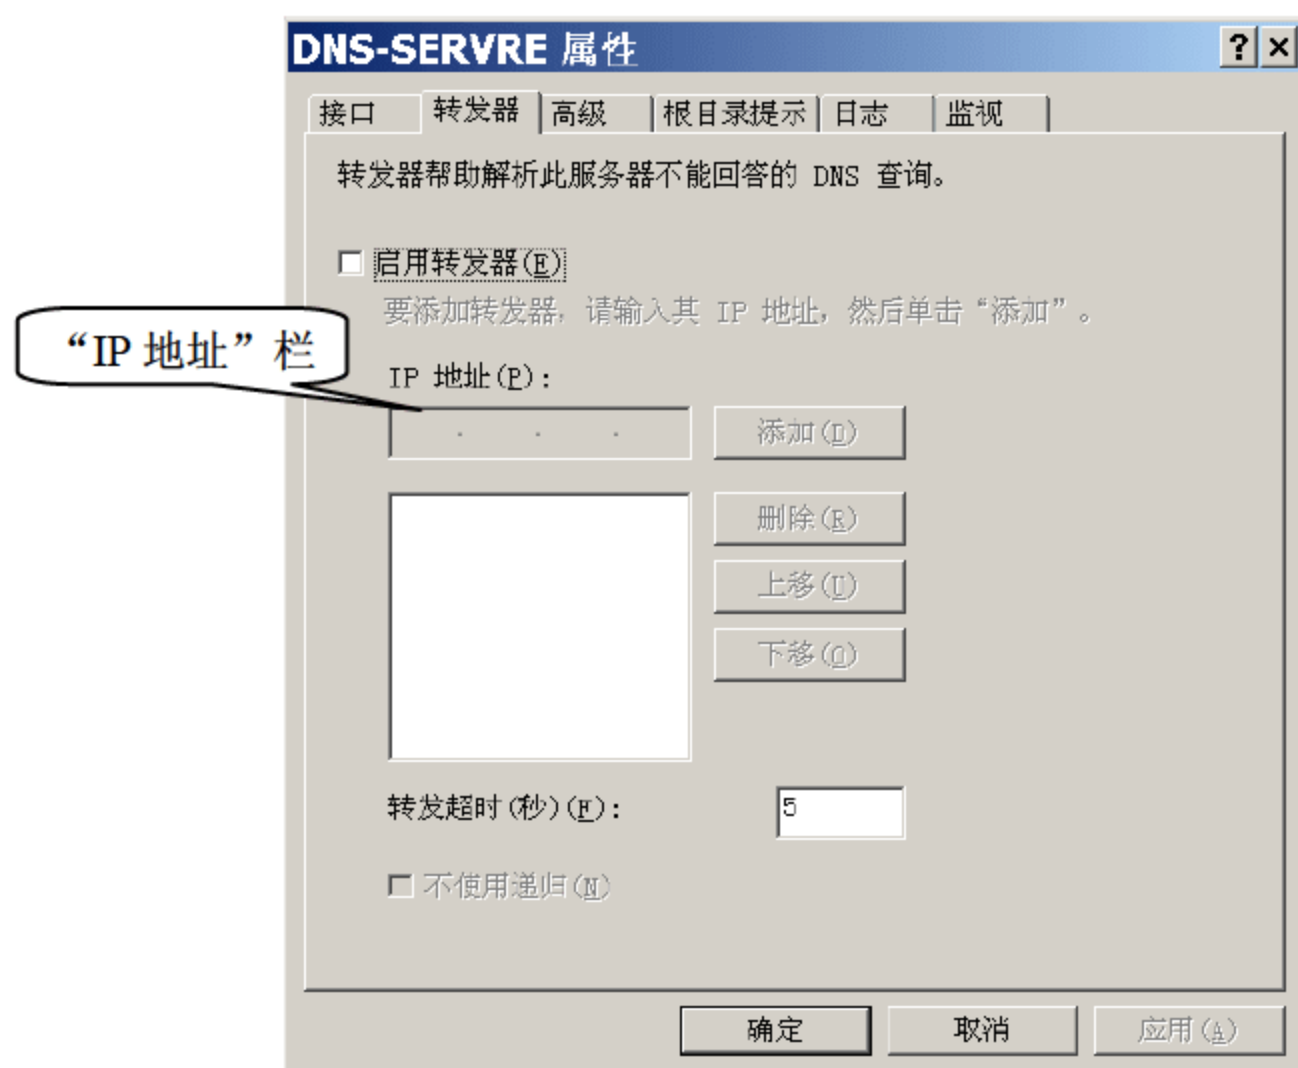 DNS-SERVRE 属性
接口 转发器 高级 根目录提示 日志 监视
转发器帮助解析此服务器不能回答的 DNS 查询。
启用转发器(E)
要添加转发器，请输入其 IP 地址，然后单击“添加”。
“IP 地址”栏
IP 地址(P):
. . . 添加(D)
删除(R)
上移(U)
下移(O)
转发超时(秒)(F): 5
不使用递归(N)
确定 取消 应用(A)